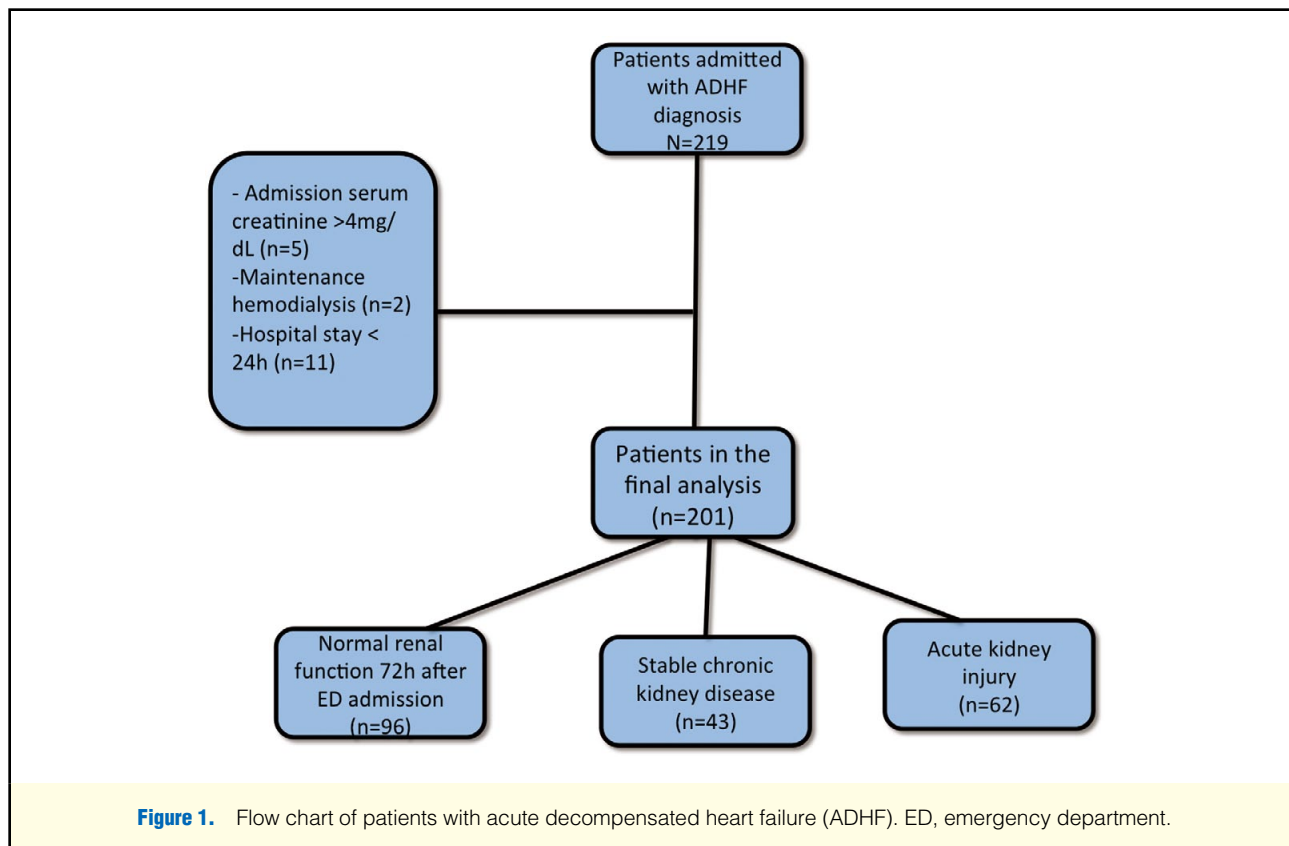 Patients admitted
with ADHF
diagnosis
N=219
- Admission serum
creatinine >4mg/
dL (n=5)
-Maintenance
hemodialysis (n=2)
-Hospital stay <
24h (n=11)
Patients in the
final analysis
(n=201)
Normal renal
function 72h after
ED admission
(n=96)
Stable chronic
kidney disease
(n=43)
Acute kidney
injury
(n=62)
Figure 1. Flow chart of patients with acute decompensated heart failure (ADHF). ED, emergency department.